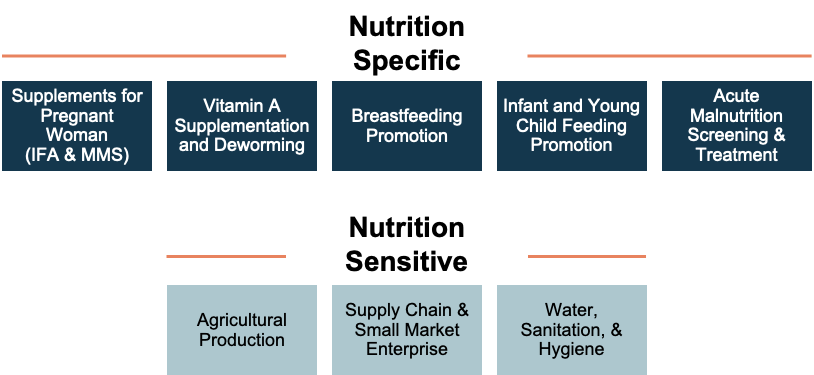 Nutrition
Specific
Supplements for
Pregnant
Woman
(IFA & MMS)
Vitamin A
Supplementation
and Deworming
Breastfeeding
Promotion
Infant and Young
Child Feeding
Promotion
Acute
Malnutrition
Screening &
Treatment
Nutrition
Sensitive
Agricultural
Production
Supply Chain &
Small Market
Enterprise
Water,
Sanitation, &
Hygiene